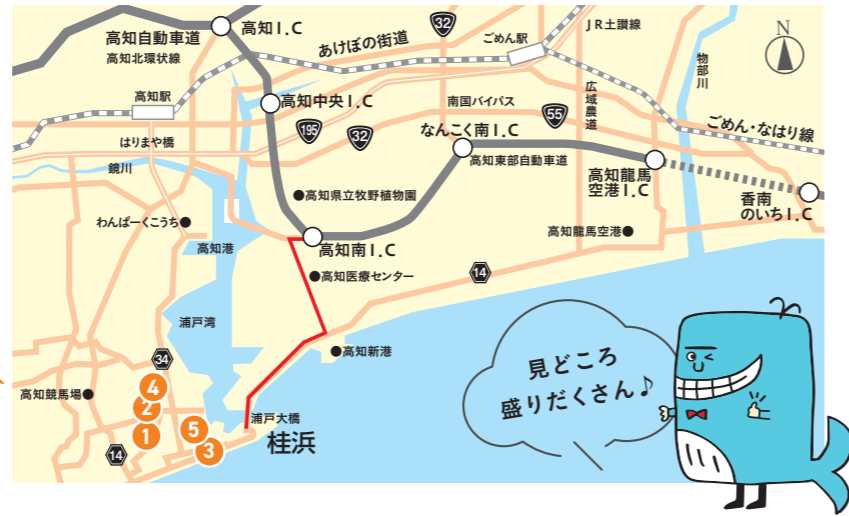 高知自動車道
高知北環状線
高知I.C
あけぼの街道
32
ごめん駅
JR土讃線
物部川
N
高知駅
高知中央I.C
195
32
南国バイパス
55
広域農道
ごめん・なはり線
はりまや橋
鏡川
なんこく南I.C
高知東部自動車道
高知龍馬
空港I.C
香南
のいちI.C
高知県立牧野植物園
わんぱーくこうち
高知港
高知南I.C
高知龍馬空港
高知医療センター
14
浦戸湾
高知新港
34
高知競馬場
4
2
1
5
3
14
浦戸大橋
桂浜
見どころ
盛りだくさん♪